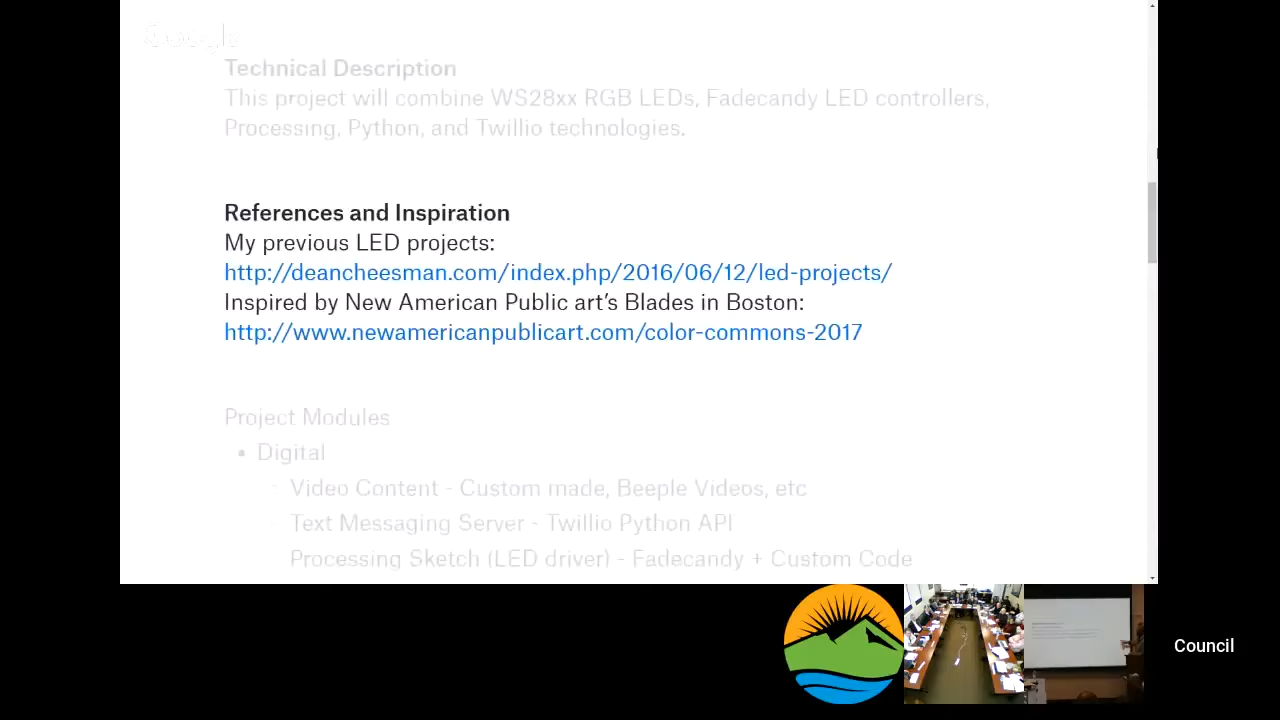 Google
Technical Description
This project will combine WS28xx RGB LEDs, Fadecandy LED controllers,
Processing, Python, and Twillio technologies.
References and Inspiration
My previous LED projects:
http://deancheesman.com/index.php/2016/06/12/led-projects/
Inspired by New American Public art’s Blades in Boston:
http://www.newamericanpublicart.com/color-commons-2017
Project Modules
• Digital
- Video Content - Custom made, Beeple Videos, etc
Text Messaging Server - Twillio Python API
Processing Sketch (LED driver) - Fadecandy + Custom Code
Council